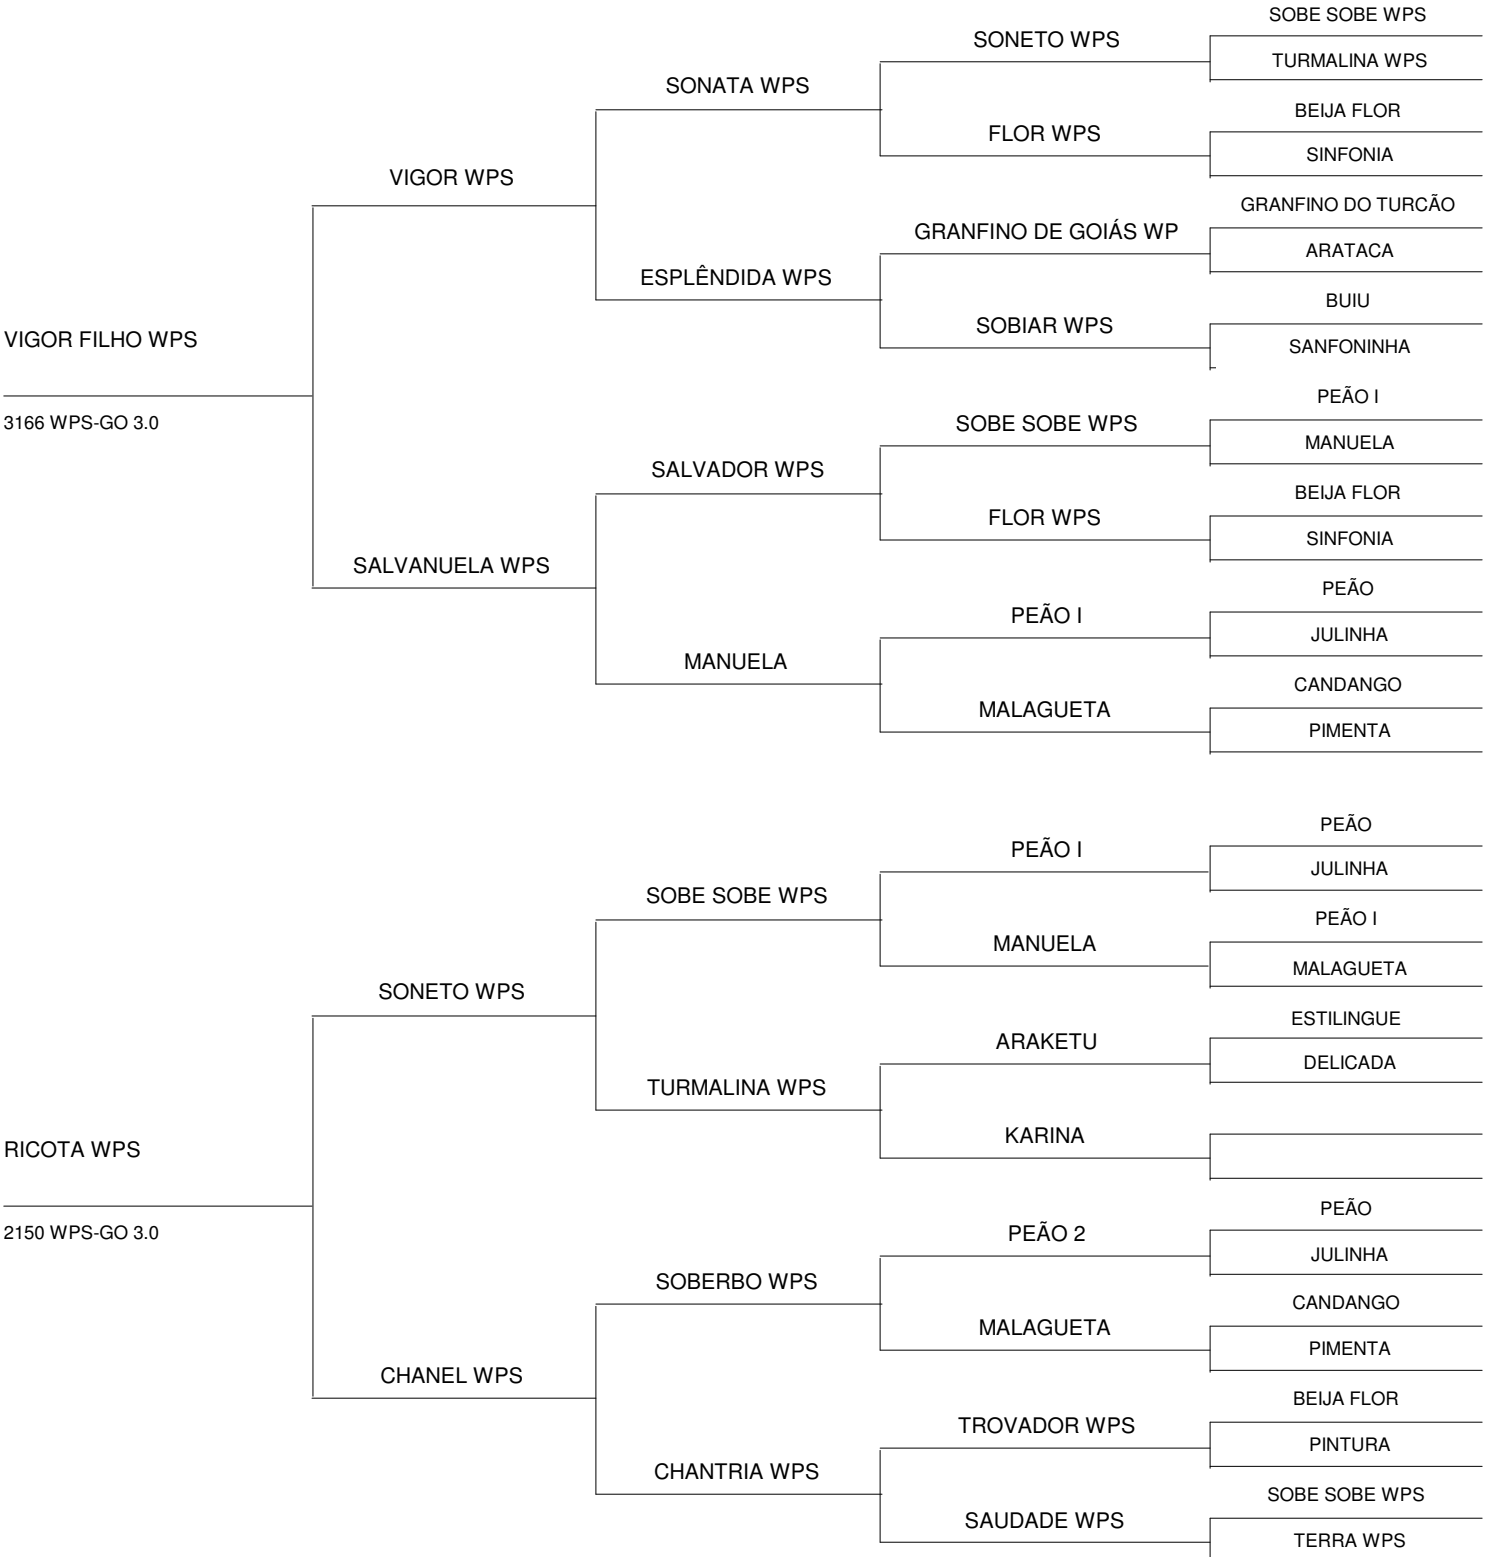 SOBE SOBE WPS
SONETO WPS
TURMALINA WPS
SONATA WPS
BEIJA FLOR
FLOR WPS
SINFONIA
VIGOR WPS
GRANFINO DO TURCÃO
GRANFINO DE GOIÁS WP
ARATACA
ESPLÊNDIDA WPS
BUIU
SOBIAR WPS
SANFONINHA
VIGOR FILHO WPS
3166 WPS-GO 3.0
PEÃO I
SOBE SOBE WPS
MANUELA
SALVADOR WPS
BEIJA FLOR
FLOR WPS
SINFONIA
SALVANUELA WPS
PEÃO
PEÃO I
JULINHA
MANUELA
CANDANGO
MALAGUETA
PIMENTA
PEÃO
PEÃO I
JULINHA
SOBE SOBE WPS
PEÃO I
MANUELA
MALAGUETA
SONETO WPS
ESTILINGUE
ARAKETU
DELICADA
TURMALINA WPS
KARINA
RICOTA WPS
2150 WPS-GO 3.0
PEÃO
PEÃO 2
JULINHA
SOBERBO WPS
CANDANGO
MALAGUETA
PIMENTA
CHANEL WPS
BEIJA FLOR
TROVADOR WPS
PINTURA
CHANTRIA WPS
SOBE SOBE WPS
SAUDADE WPS
TERRA WPS